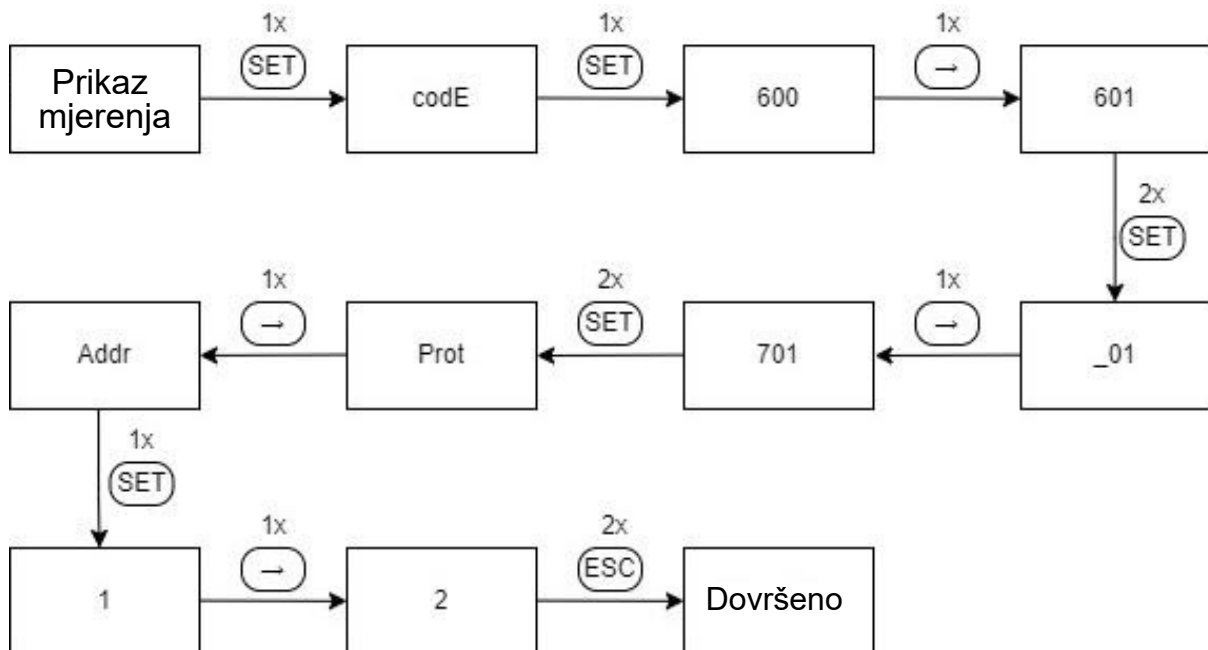 1x
SET
1x
SET
1x
→
Prikaz
mjerenja
codE
600
601
2x
SET
1x
→
2x
SET
1x
→
Addr
Prot
701
_01
1x
SET
1x
→
2x
ESC
1
2
Dovršeno